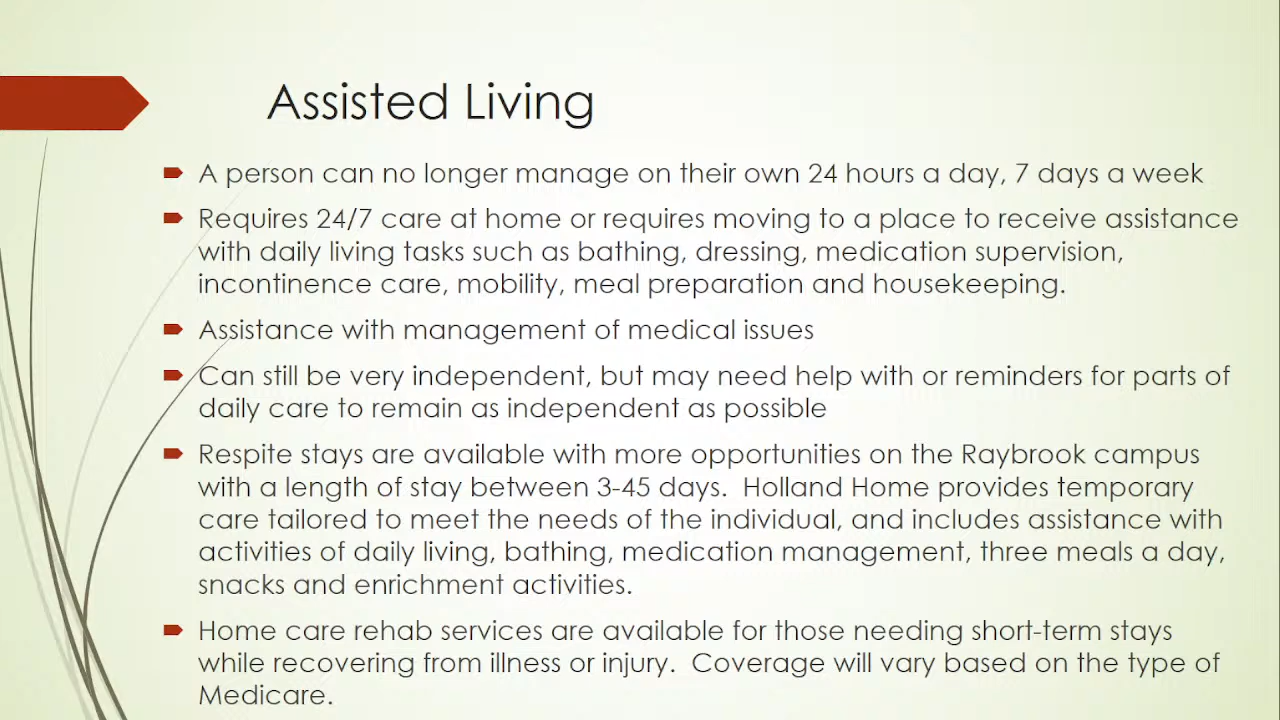 Assisted Living
A person can no longer manage on their own 24 hours a day, 7 days a week
Requires 24/7 care at home or requires moving to a place to receive assistance
with daily living tasks such as bathing, dressing, medication supervision,
incontinence care, mobility, meal preparation and housekeeping.
Assistance with management of medical issues
Can still be very independent, but may need help with or reminders for parts of
daily care to remain as independent as possible
Respite stays are available with more opportunities on the Raybrook campus
with a length of stay between 3-45 days.  Holland Home provides temporary
care tailored to meet the needs of the individual, and includes assistance with
activities of daily living, bathing, medication management, three meals a day,
snacks and enrichment activities.
Home care rehab services are available for those needing short-term stays
while recovering from illness or injury.  Coverage will vary based on the type of
Medicare.